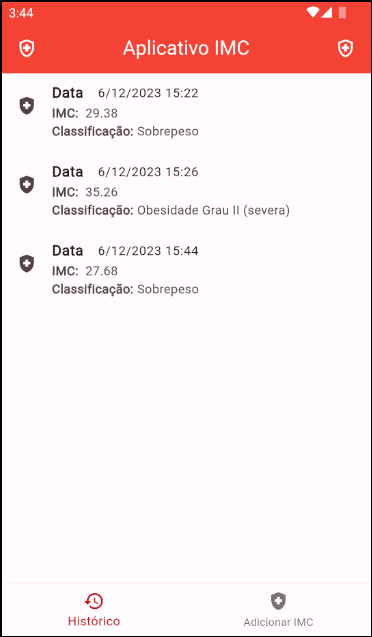 3:44
Aplicativo IMC
Data 6/12/2023 15:22
IMC: 29.38
Classificação: Sobrepeso
Data 6/12/2023 15:26
IMC: 35.26
Classificação: Obesidade Grau II (severa)
Data 6/12/2023 15:44
IMC: 27.68
Classificação: Sobrepeso
Histórico
Adicionar IMC